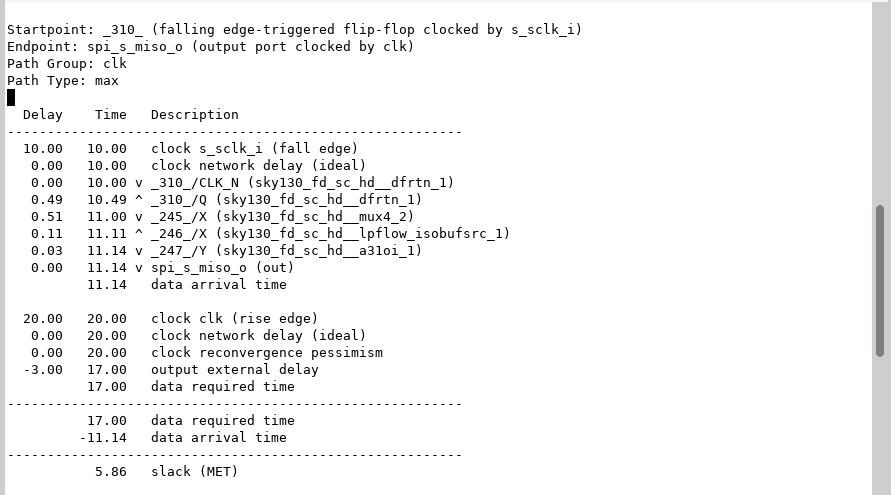 Startpoint: _310_ (falling edge-triggered flip-flop clocked by s_sclk_i)
Endpoint: spi_s_miso_o (output port clocked by clk)
Path Group: clk
Path Type: max
  Delay    Time   Description
---------------------------------------------------------
  10.00   10.00   clock s_sclk_i (fall edge)
   0.00   10.00   clock network delay (ideal)
   0.00   10.00 v _310_/CLK_N (sky130_fd_sc_hd__dfrtn_1)
   0.49   10.49 ^ _310_/Q (sky130_fd_sc_hd__dfrtn_1)
   0.51   11.00 v _245_/X (sky130_fd_sc_hd__mux4_2)
   0.11   11.11 ^ _246_/X (sky130_fd_sc_hd__lpflow_isobufsrc_1)
   0.03   11.14 v _247_/Y (sky130_fd_sc_hd__a31oi_1)
   0.00   11.14 v spi_s_miso_o (out)
          11.14   data arrival time
  20.00   20.00   clock clk (rise edge)
   0.00   20.00   clock network delay (ideal)
   0.00   20.00   clock reconvergence pessimism
  -3.00   17.00   output external delay
          17.00   data required time
---------------------------------------------------------
          17.00   data required time
         -11.14   data arrival time
---------------------------------------------------------
           5.86   slack (MET)